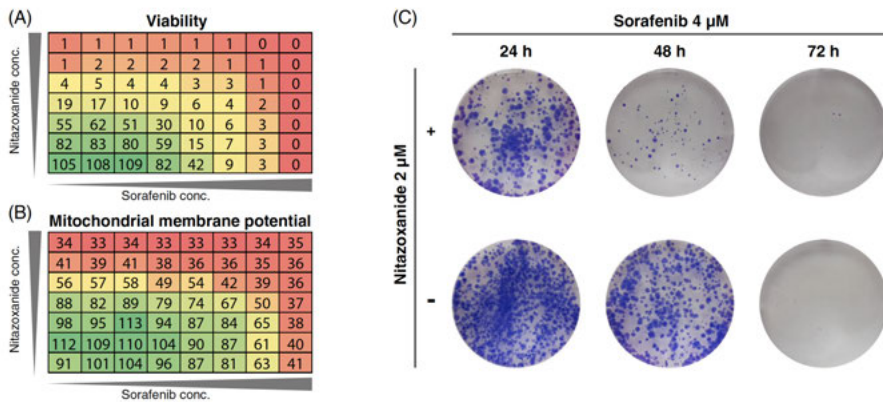 (A)
Viability
Nitazoxanide conc.
1 1 1 1 1 1 0 0
1 2 2 2 2 1 1 0
4 5 4 4 3 3 1 0
19 17 10 9 6 4 2 0
55 62 51 30 10 6 3 0
82 83 80 59 15 7 3 0
105 108 109 82 42 9 3 0
Sorafenib conc.
(B)
Mitochondrial membrane potential
Nitazoxanide conc.
34 33 34 33 33 33 34 35
41 39 41 38 36 36 35 36
56 57 58 49 54 42 39 36
88 82 89 79 74 67 50 37
98 95 113 94 87 84 65 38
112 109 110 104 90 87 61 40
91 101 104 96 87 81 63 41
Sorafenib conc.
(C)
Sorafenib 4 µM
24 h 48 h 72 h
Nitazoxanide 2 µM
+
-